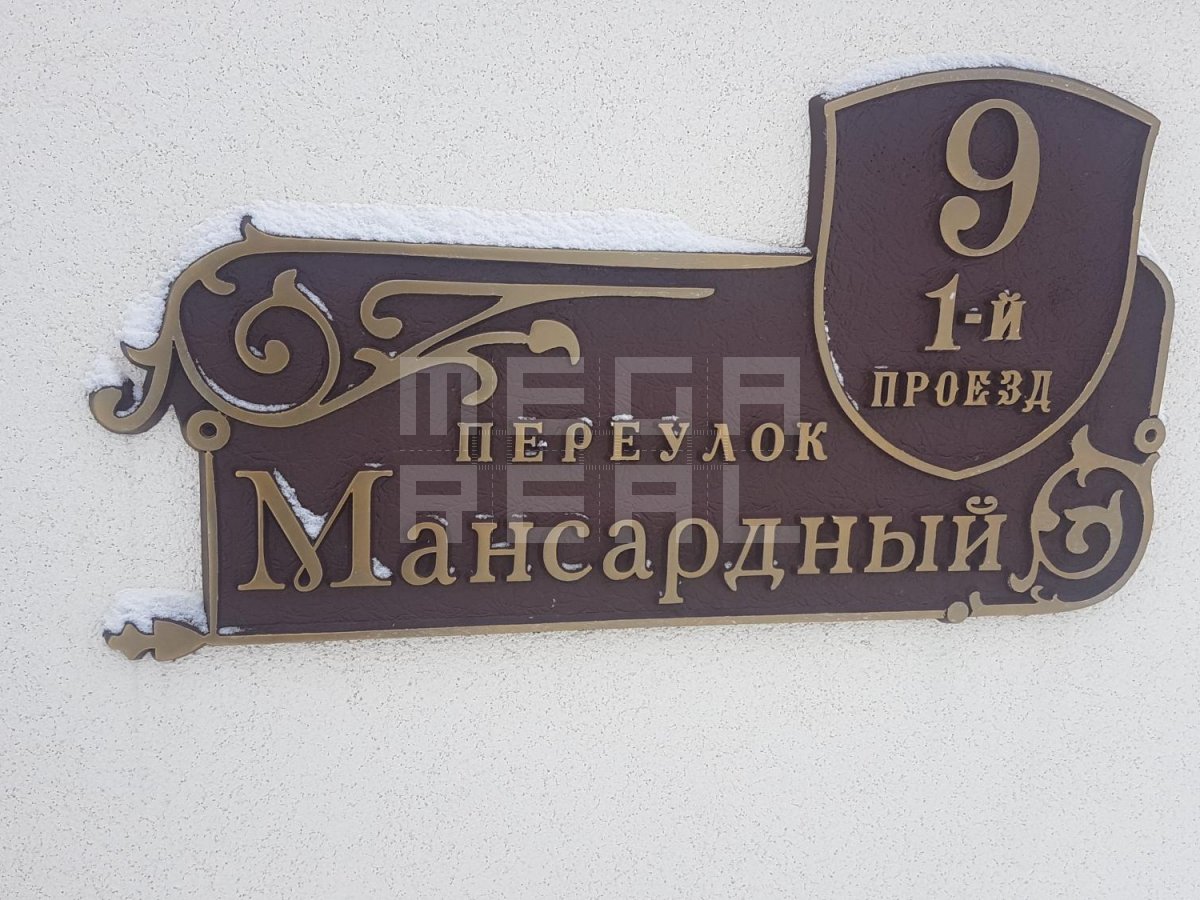 9
1-й
ПРОЕЗД
ПЕРЕУЛОК
Мансардный
MEGA
REAL